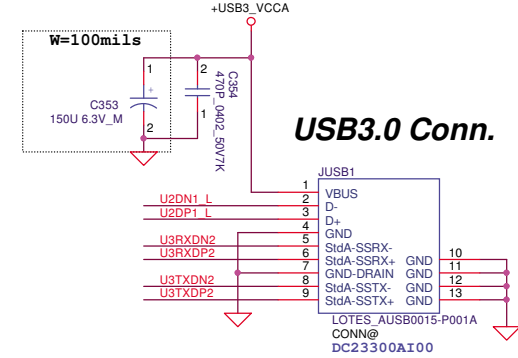 +USB3_VCCA
W=100mils
1
2
C353
150U 6.3V_M
2
1
C354
470P_0402_50V7K
USB3.0 Conn.
JUSB1
1 VBUS
U2DN1_L 2 D-
U2DP1_L 3 D+
4 GND
U3RXDN2 5 StdA-SSRX-
U3RXDP2 6 StdA-SSRX+ GND 10
7 GND-DRAIN GND 11
U3TXDN2 8 StdA-SSTX- GND 12
U3TXDP2 9 StdA-SSTX+ GND 13
LOTES_AUSB0015-P001A
CONN@
DC23300AI00